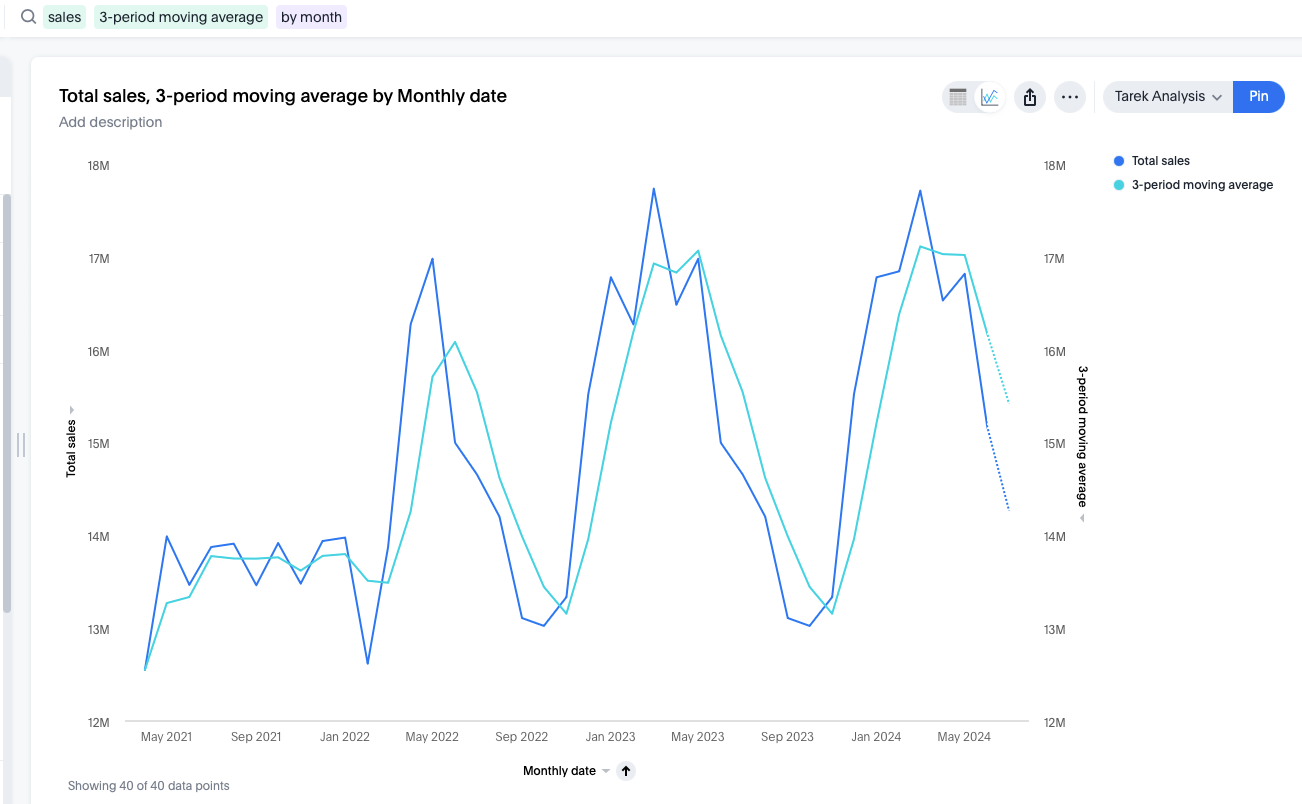 sales 3-period moving average by month
Total sales, 3-period moving average by Monthly date
Add description
Tarek Analysis
Pin
Total sales
3-period moving average
18M
17M
16M
15M
14M
13M
12M
Total sales
18M
17M
16M
15M
14M
13M
12M
3-period moving average
May 2021 Sep 2021 Jan 2022 May 2022 Sep 2022 Jan 2023 May 2023 Sep 2023 Jan 2024 May 2024
Monthly date
Showing 40 of 40 data points